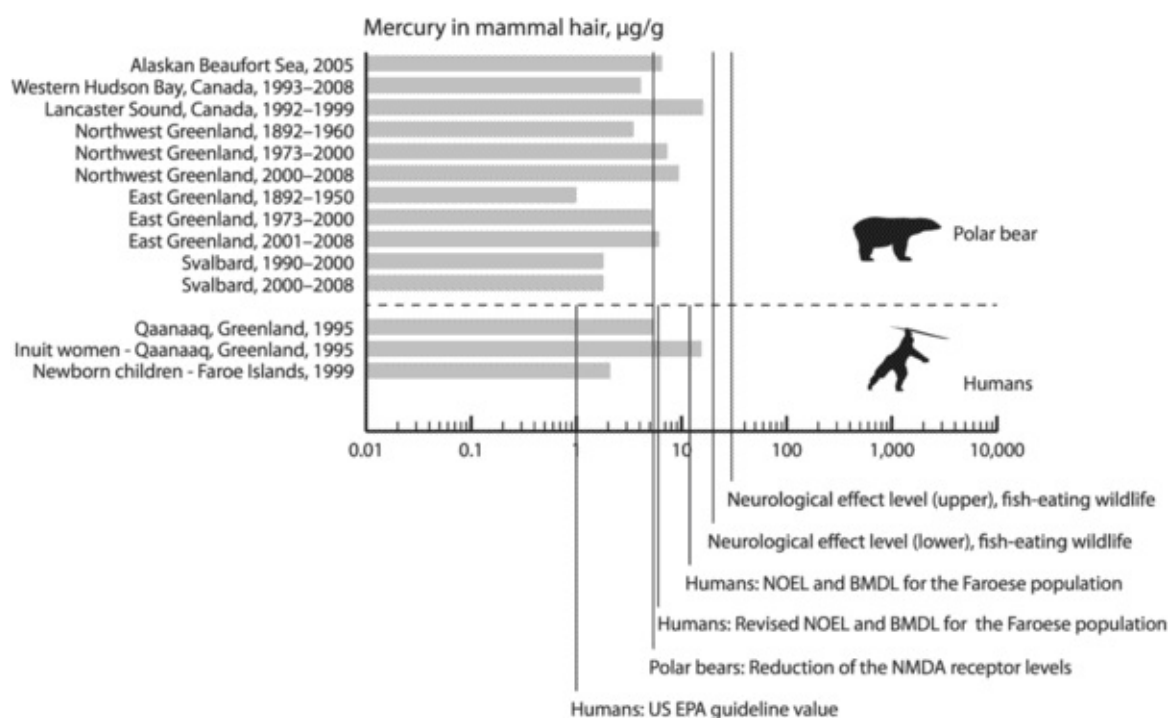 Mercury in mammal hair, µg/g
Alaskan Beaufort Sea, 2005
Western Hudson Bay, Canada, 1993–2008
Lancaster Sound, Canada, 1992–1999
Northwest Greenland, 1892–1960
Northwest Greenland, 1973–2000
Northwest Greenland, 2000–2008
East Greenland, 1892–1950
East Greenland, 1973–2000
East Greenland, 2001–2008
Polar bear
Svalbard, 1990–2000
Svalbard, 2000–2008
Qaanaaq, Greenland, 1995
Inuit women - Qaanaaq, Greenland, 1995
Newborn children - Faroe Islands, 1999
Humans
0.01 0.1 1 10 100 1,000 10,000
Neurological effect level (upper), fish-eating wildlife
Neurological effect level (lower), fish-eating wildlife
Humans: NOEL and BMDL for the Faroese population
Humans: Revised NOEL and BMDL for the Faroese population
Polar bears: Reduction of the NMDA receptor levels
Humans: US EPA guideline value